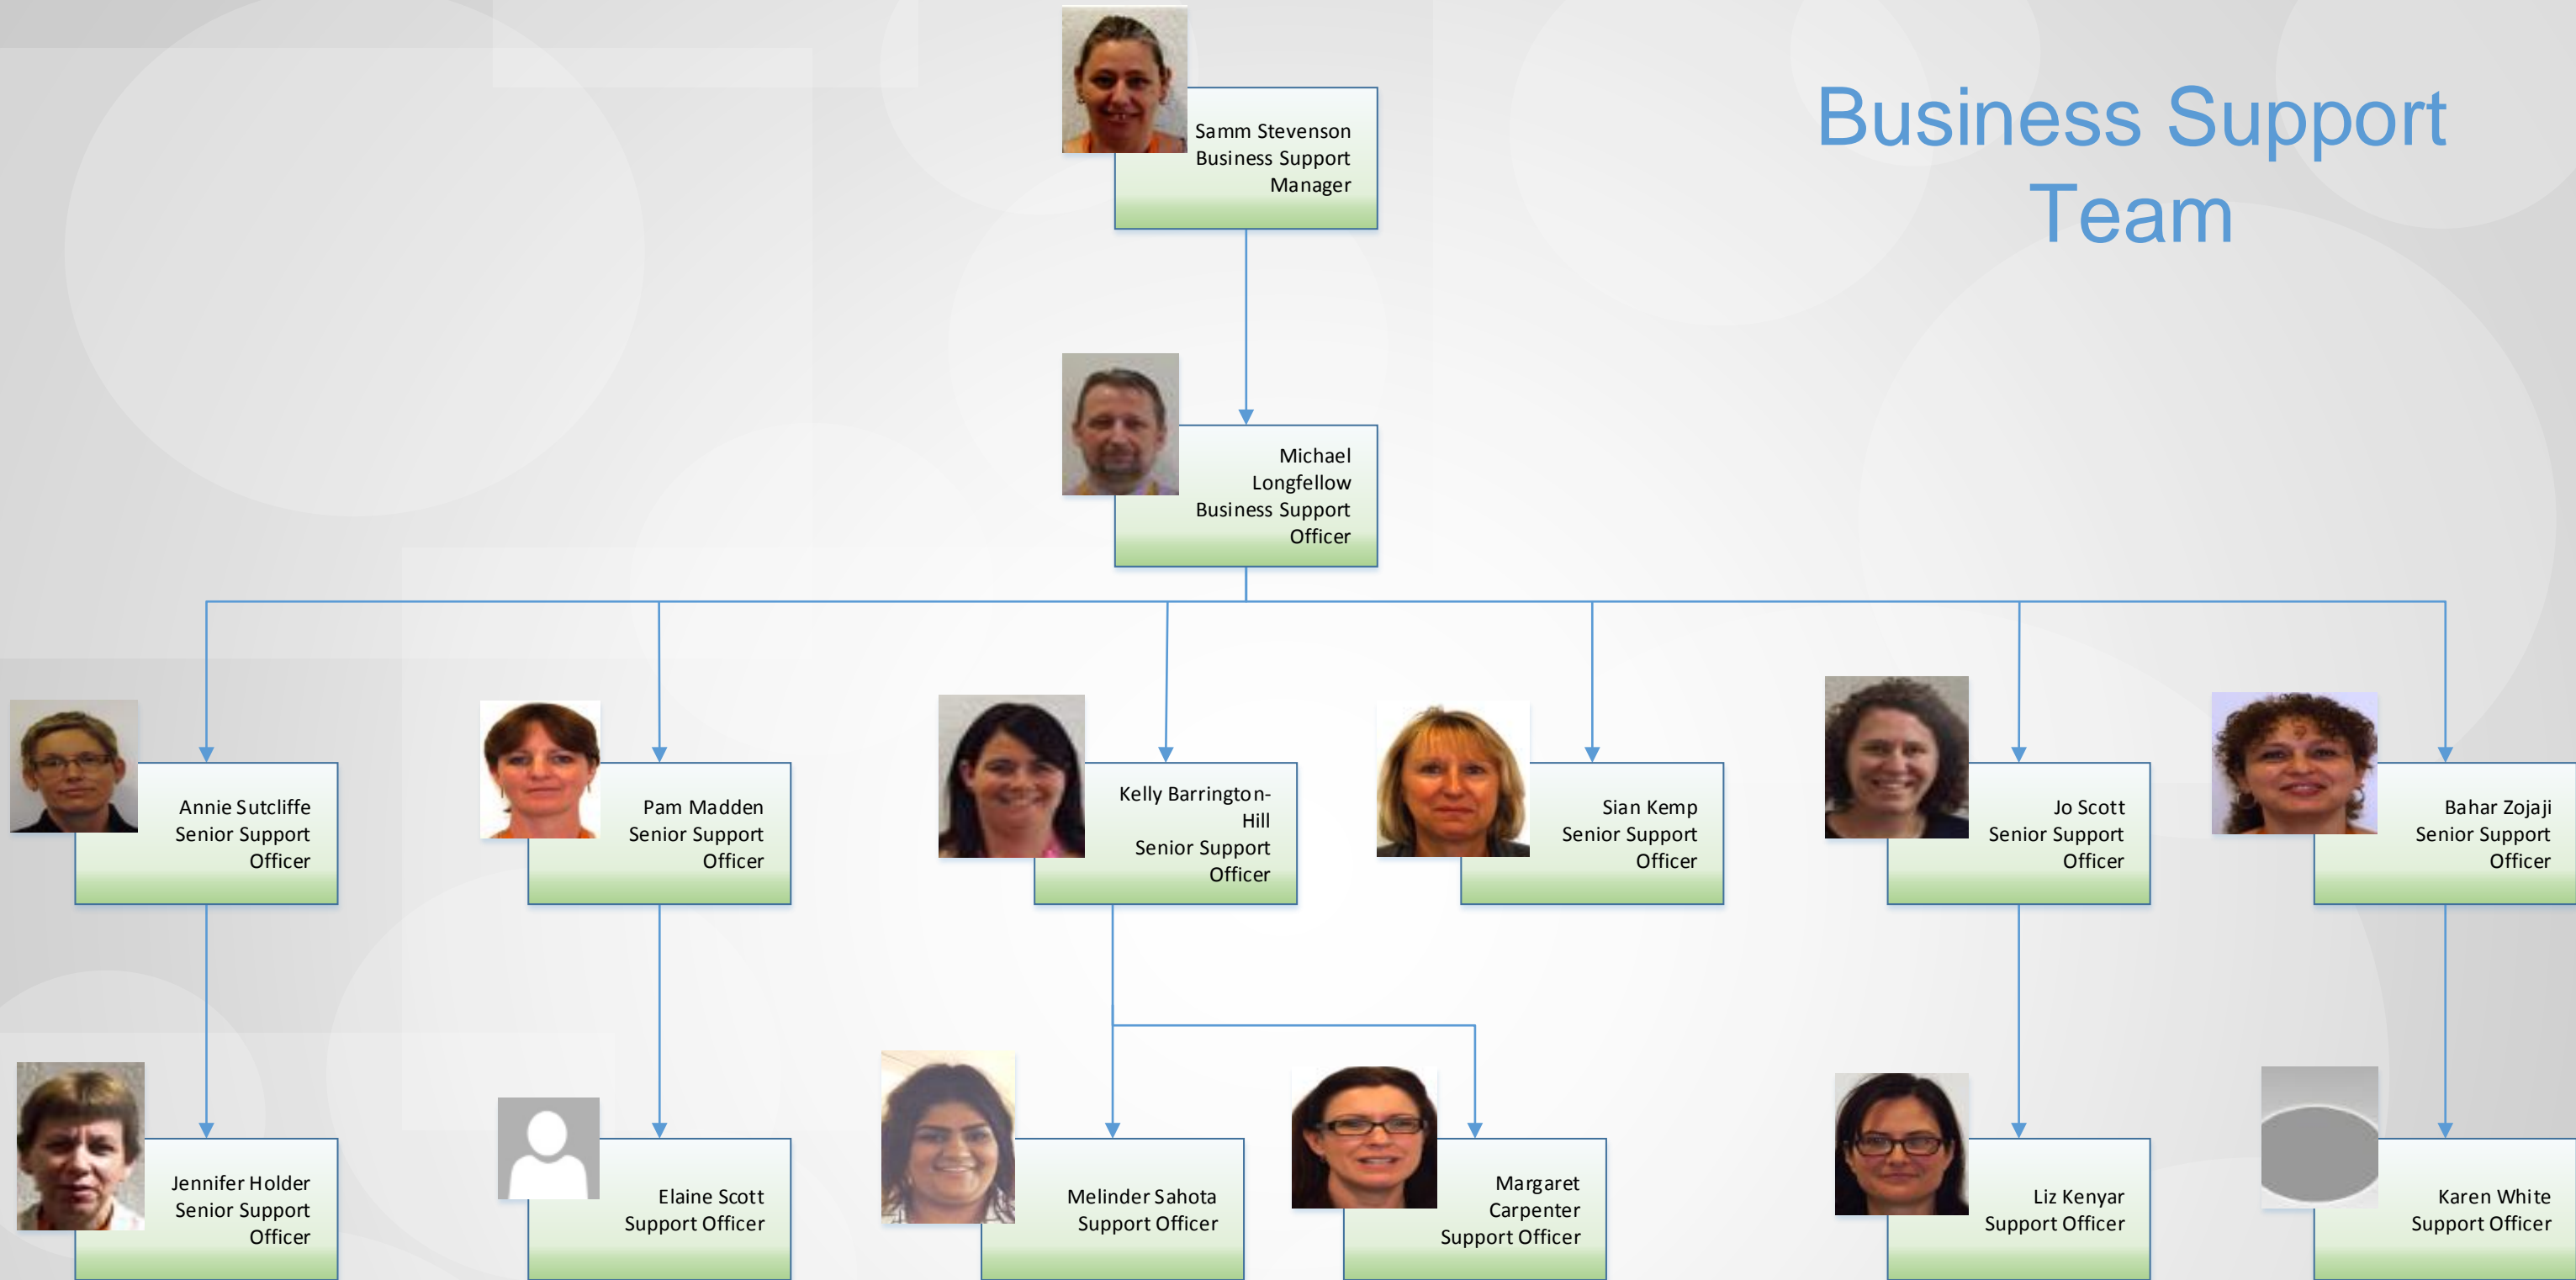 Business Support
Team
Samm Stevenson
Business Support
Manager
Michael
Longfellow
Business Support
Officer
Annie Sutcliffe
Senior Support
Officer
Pam Madden
Senior Support
Officer
Kelly Barrington-
Hill
Senior Support
Officer
Sian Kemp
Senior Support
Officer
Jo Scott
Senior Support
Officer
Bahar Zojaji
Senior Support
Officer
Jennifer Holder
Senior Support
Officer
Elaine Scott
Support Officer
Melinder Sahota
Support Officer
Margaret
Carpenter
Support Officer
Liz Kenyar
Support Officer
Karen White
Support Officer